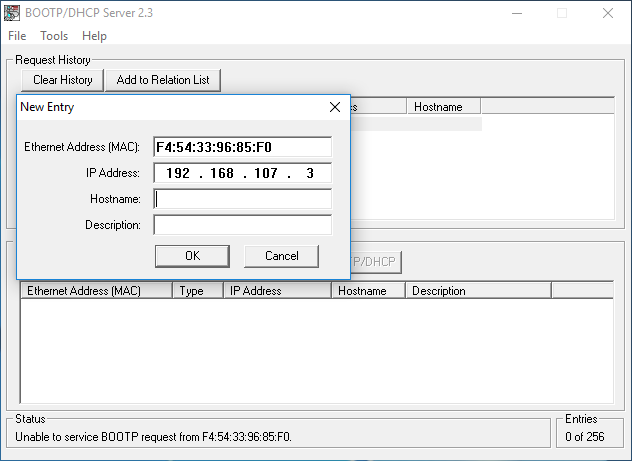 BOOTP/DHCP Server 2.3
File Tools Help
Request History
Clear History Add to Relation List
Hostname
New Entry
Ethernet Address (MAC): F4:54:33:96:85:F0
IP Address: 192 . 168 . 107 . 3
Hostname:
Description:
OK Cancel
P/DHCP
Ethernet Address (MAC) Type IP Address Hostname Description
Status
Unable to service BOOTP request from F4:54:33:96:85:F0.
Entries
0 of 256